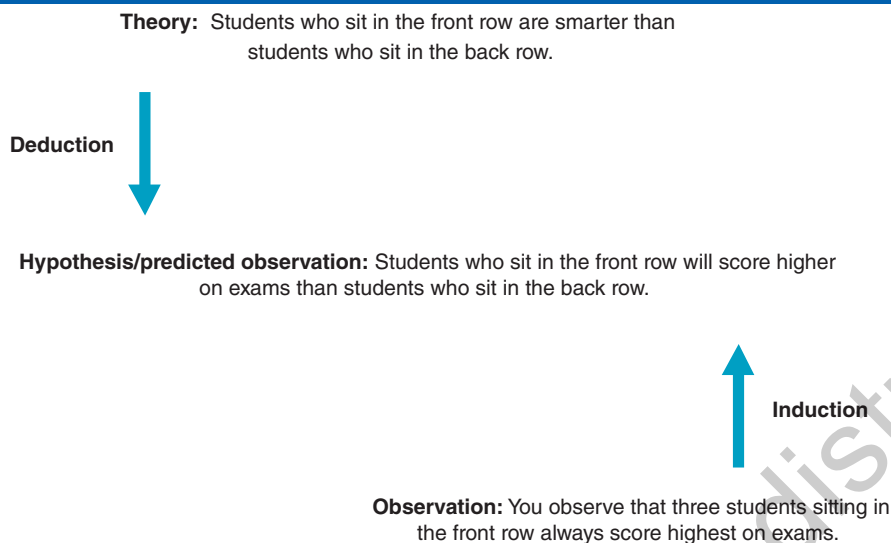 Theory: Students who sit in the front row are smarter than
students who sit in the back row.
Deduction
Hypothesis/predicted observation: Students who sit in the front row will score higher
on exams than students who sit in the back row.
Induction
Observation: You observe that three students sitting in
the front row always score highest on exams.